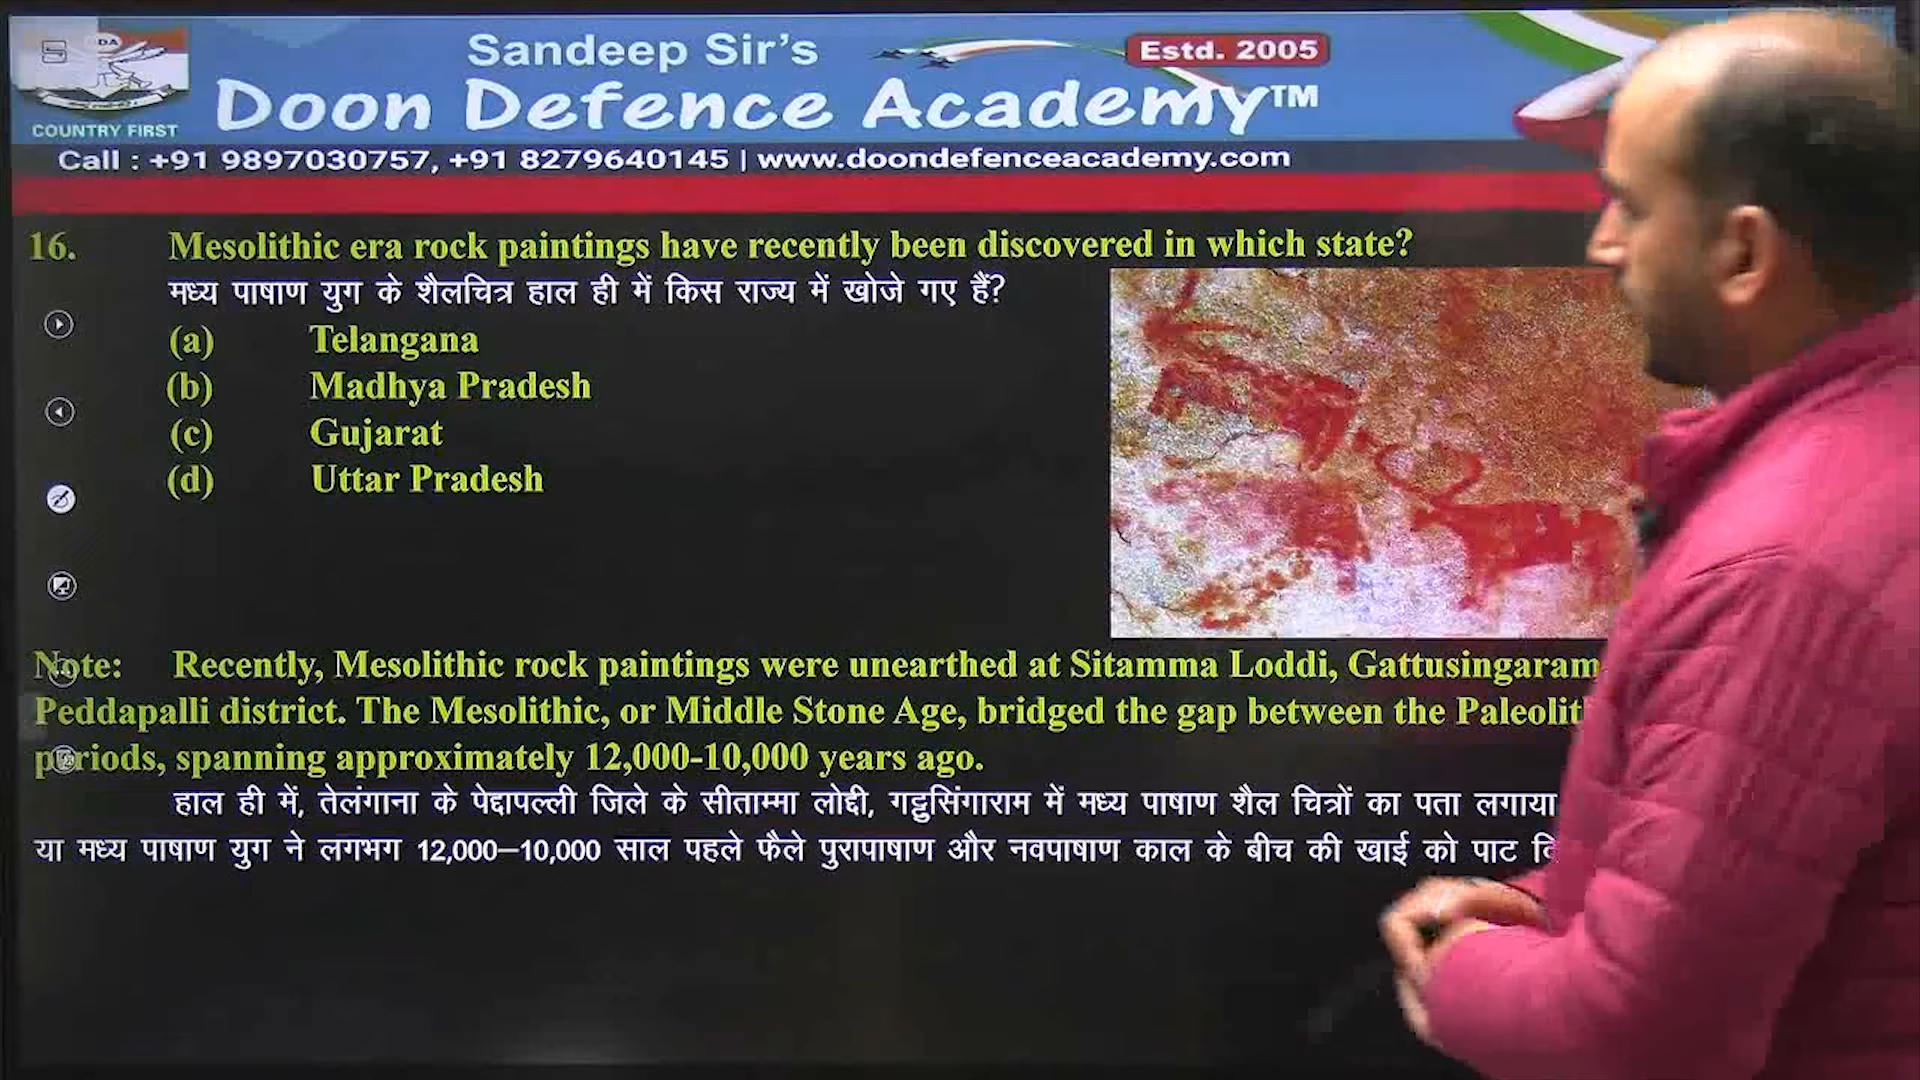 Sandeep Sir's
Estd. 2005
Doon Defence Academy™
COUNTRY FIRST
Call : +91 9897030757, +91 8279640145 | www.doondefenceacademy.com
16. Mesolithic era rock paintings have recently been discovered in which state?
मध्य पाषाण युग के शैलचित्र हाल ही में किस राज्य में खोजे गए हैं?
(a) Telangana
(b) Madhya Pradesh
(c) Gujarat
(d) Uttar Pradesh
Note: Recently, Mesolithic rock paintings were unearthed at Sitamma Loddi, Gattusingaram
Peddapalli district. The Mesolithic, or Middle Stone Age, bridged the gap between the
periods, spanning approximately 12,000-10,000 years ago.
हाल ही में, तेलंगाना के पेद्दापल्ली जिले के सीताम्मा लोद्दी, गट्टुसिंगाराम में मध्य पाषाण शैल चित्रों का पता लगाया
या मध्य पाषाण युग ने लगभग 12,000–10,000 साल पहले फैले पुरापाषाण और नवपाषाण काल के बीच की खाई को पाट